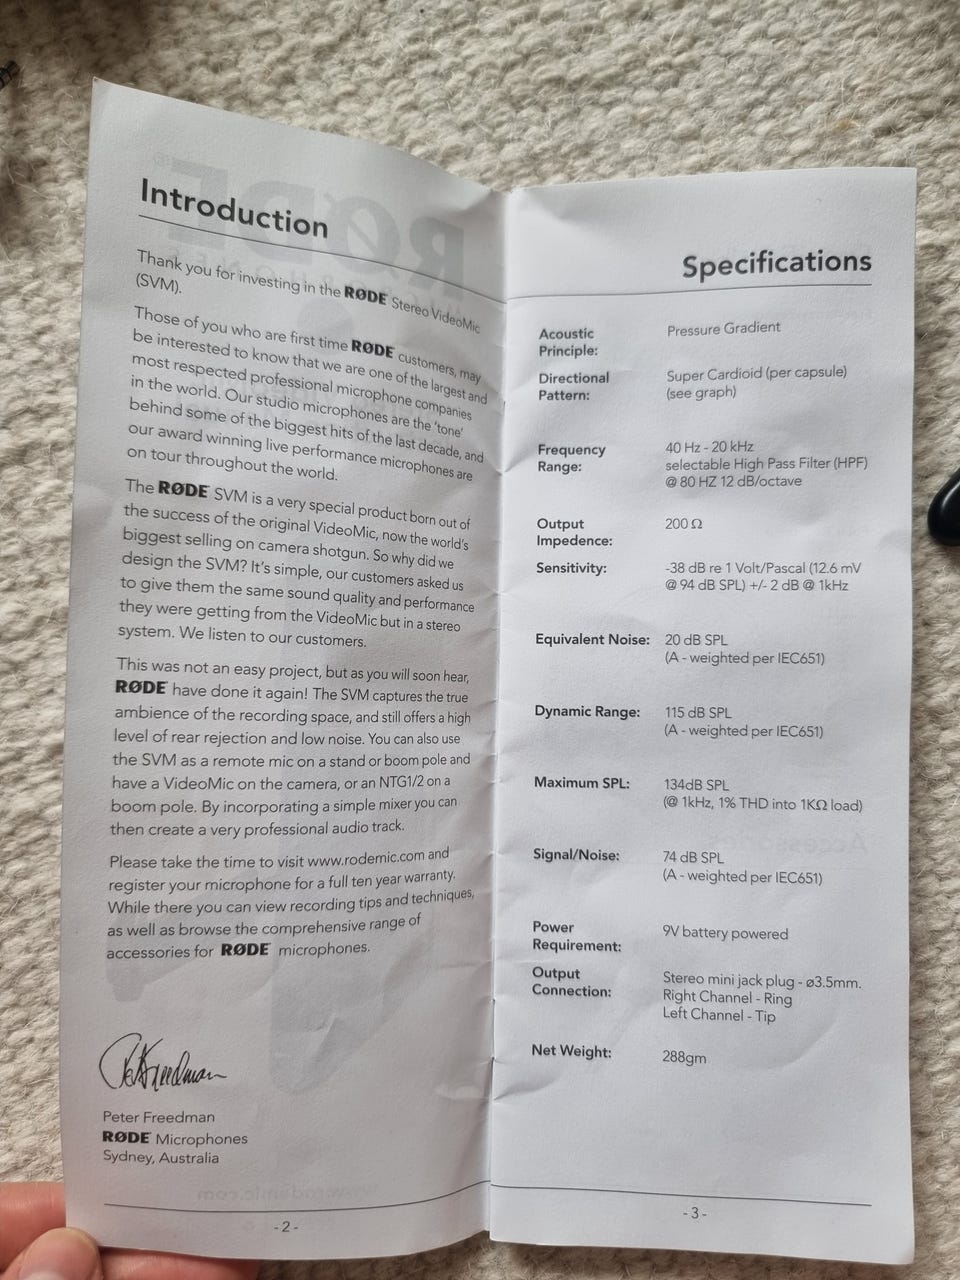 Introduction
Thank you for investing in the RØDE Stereo VideoMic
(SVM).
Those of you who are first time RØDE customers, may
be interested to know that we are one of the largest and
most respected professional microphone companies
in the world. Our studio microphones are the 'tone'
behind some of the biggest hits of the last decade, and
our award winning live performance microphones are
on tour throughout the world.
The RØDE SVM is a very special product born out of
the success of the original VideoMic, now the world's
biggest selling on camera shotgun. So why did we
design the SVM? It's simple, our customers asked us
to give them the same sound quality and performance
they were getting from the VideoMic but in a stereo
system. We listen to our customers.
This was not an easy project, but as you will soon hear,
RØDE have done it again! The SVM captures the true
ambience of the recording space, and still offers a high
level of rear rejection and low noise. You can also use
the SVM as a remote mic on a stand or boom pole and
have a VideoMic on the camera, or an NTG1/2 on a
boom pole. By incorporating a simple mixer you can
then create a very professional audio track.
Please take the time to visit www.rodemic.com and
register your microphone for a full ten year warranty.
While there you can view recording tips and techniques,
as well as browse the comprehensive range of
accessories for RØDE microphones.
Peter Freedman
RØDE Microphones
Sydney, Australia
- 2 -
Specifications
Acoustic Pressure Gradient
Principle:
Directional Super Cardioid (per capsule)
Pattern: (see graph)
Frequency 40 Hz - 20 kHz
Range: selectable High Pass Filter (HPF)
@ 80 HZ 12 dB/octave
Output 200 Ω
Impedence:
Sensitivity: -38 dB re 1 Volt/Pascal (12.6 mV
@ 94 dB SPL) +/- 2 dB @ 1kHz
Equivalent Noise: 20 dB SPL
(A - weighted per IEC651)
Dynamic Range: 115 dB SPL
(A - weighted per IEC651)
Maximum SPL: 134dB SPL
(@ 1kHz, 1% THD into 1KΩ load)
Signal/Noise: 74 dB SPL
(A - weighted per IEC651)
Power 9V battery powered
Requirement:
Output Stereo mini jack plug - ø3.5mm.
Connection: Right Channel - Ring
Left Channel - Tip
Net Weight: 288gm
- 3 -